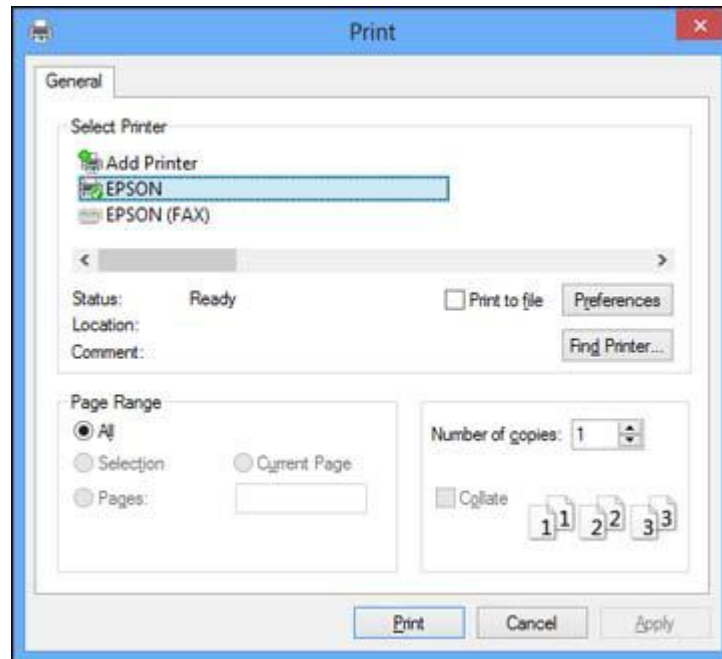 Print
General
Select Printer
Add Printer
EPSON
EPSON (FAX)
Status: Ready
Print to file
Preferences
Location:
Comment:
Find Printer...
Page Range
All
Selection
Current Page
Pages:
Number of copies: 1
Collate
1 1 2 2 3 3
Print
Cancel
Apply